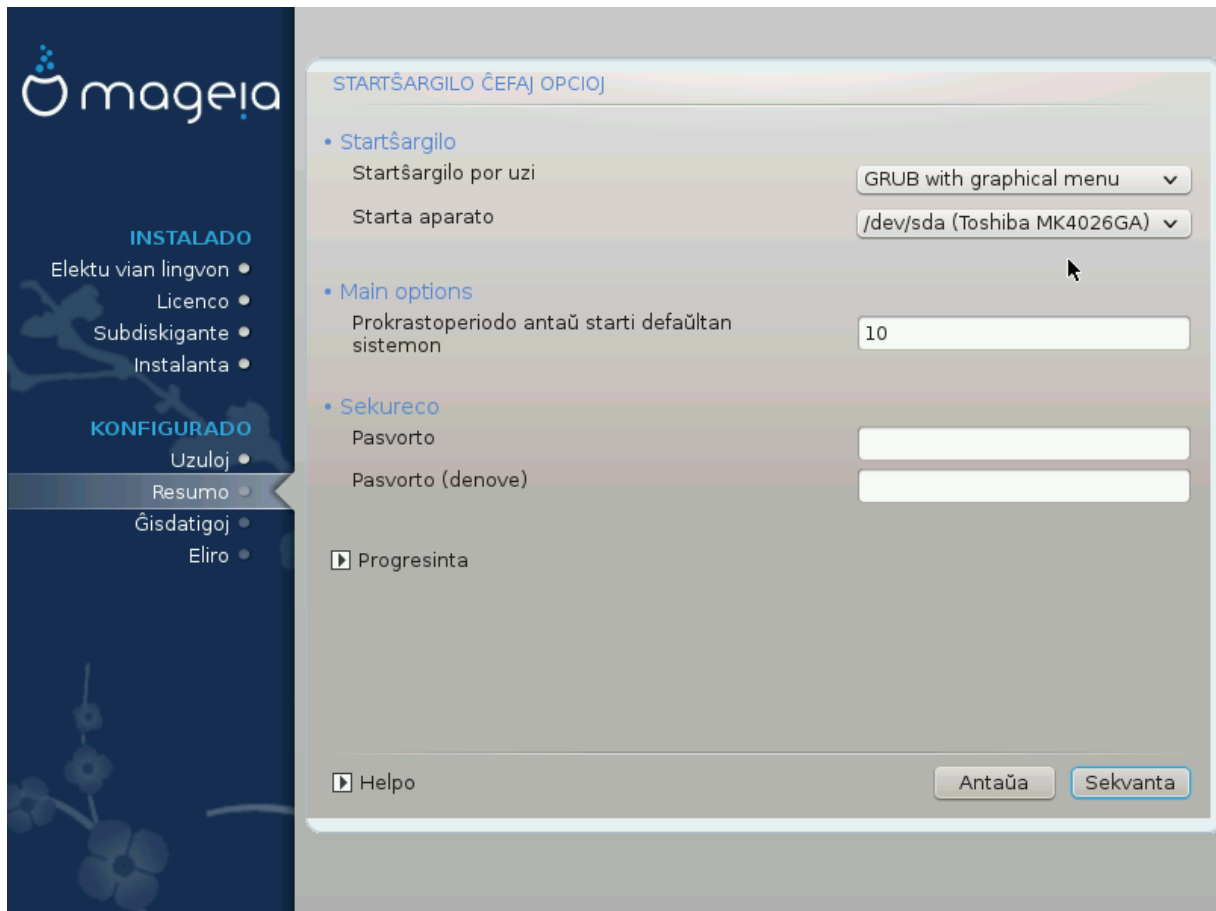 mageia
INSTALADO
Elektu vian lingvon
Licenco
Subdiskigante
Instalanta
KONFIGURADO
Uzuloj
Resumo
Ĝisdatigoj
Eliro
STARTŜARGILO ĈEFAJ OPCIOJ
• Startŝargilo
Startŝargilo por uzi
GRUB with graphical menu
Starta aparato
/dev/sda (Toshiba MK4026GA)
• Main options
Prokrastoperiodo antaŭ starti defaŭltan
sistemon
10
• Sekureco
Pasvorto
Pasvorto (denove)
Progresinta
Helpo
Antaŭa
Sekvanta